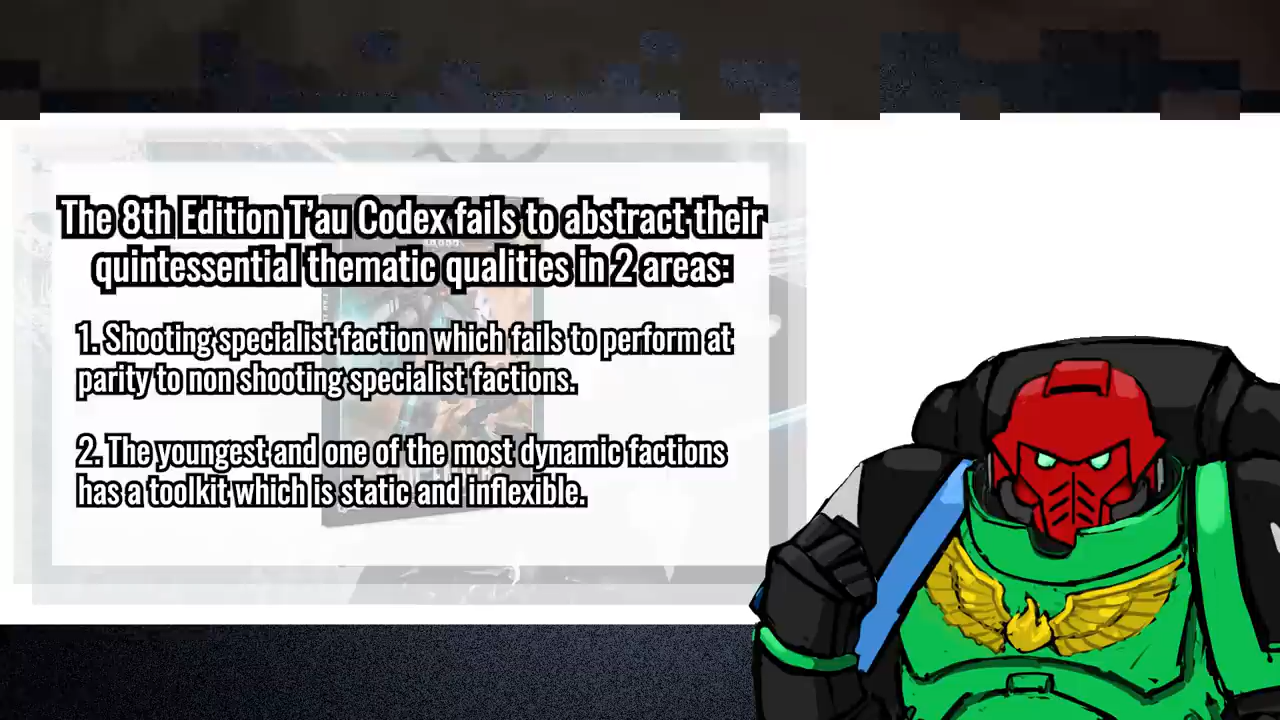 The 8th Edition T'au Codex fails to abstract their
quintessential thematic qualities in 2 areas:
1. Shooting specialist faction which fails to perform at
parity to non shooting specialist factions.
2. The youngest and one of the most dynamic factions
has a toolkit which is static and inflexible.